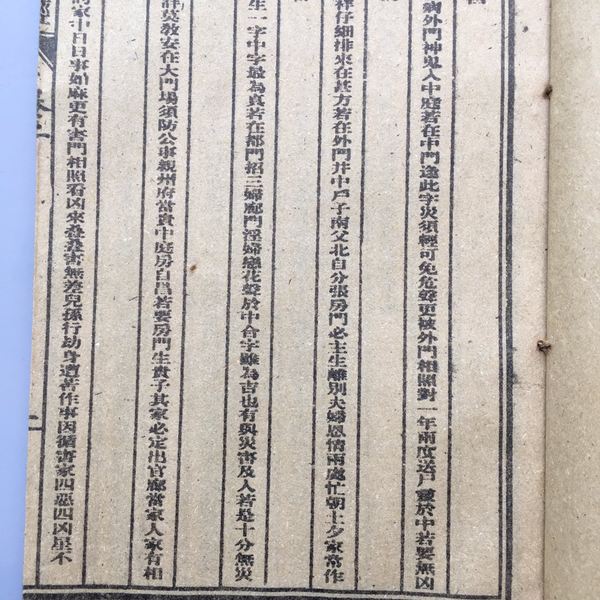 病外門神鬼入中庭若在中門逢此字災須輕可免危聲更被外門相照對一年兩度送尸靈於中若要無凶
祥仔細排來在甚方若在外門并中戶子南父北自分張房門必主生離別夫婦恩情兩處忙朝士夕家常作
生一字中字最為真若在都門招三婦廊門淫婦戀花聲於中合字雖為吉也有與災害及人若是十分無災
莫教安在大門場須防公事親州府當貴中庭房自昌若要房門生貴子其家必定出官廊當家人家有相
家中日日事如麻更有害門相照看凶來疊疊害無差兒孫行劫身遭苦作事因循害家四惡四凶星不